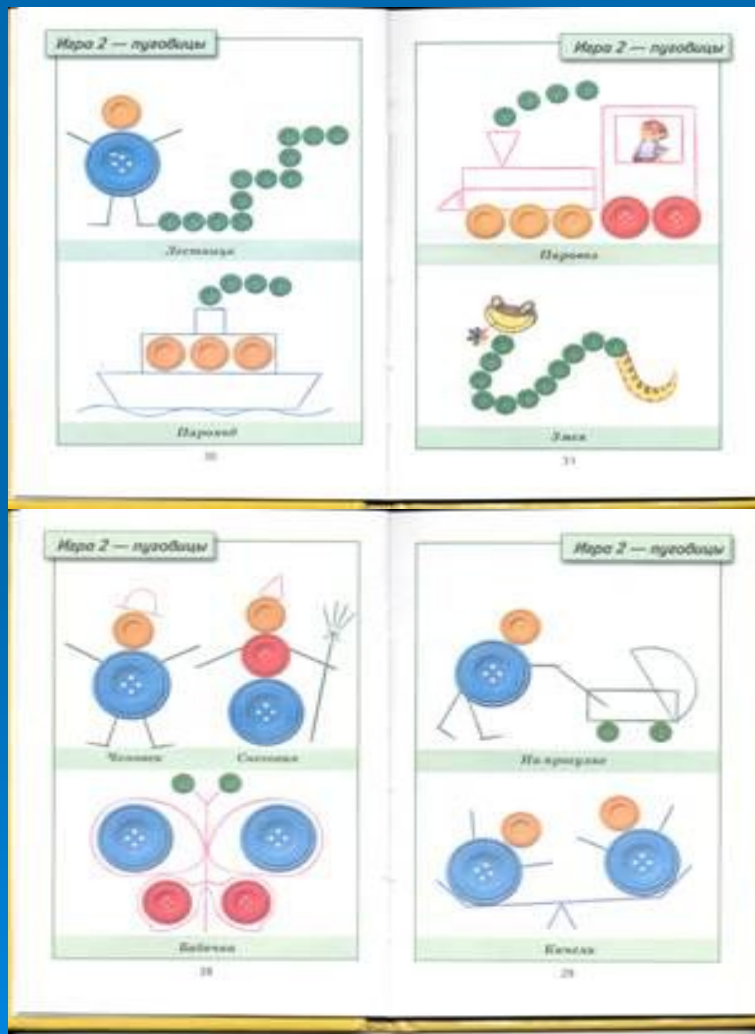 Игра 2 — пуговицы
Лестница
Пароход
30
Игра 2 — пуговицы
Паровоз
Змея
31
Игра 2 — пуговицы
Человек
Снеговик
Бабочка
28
Игра 2 — пуговицы
На прогулке
Качели
29